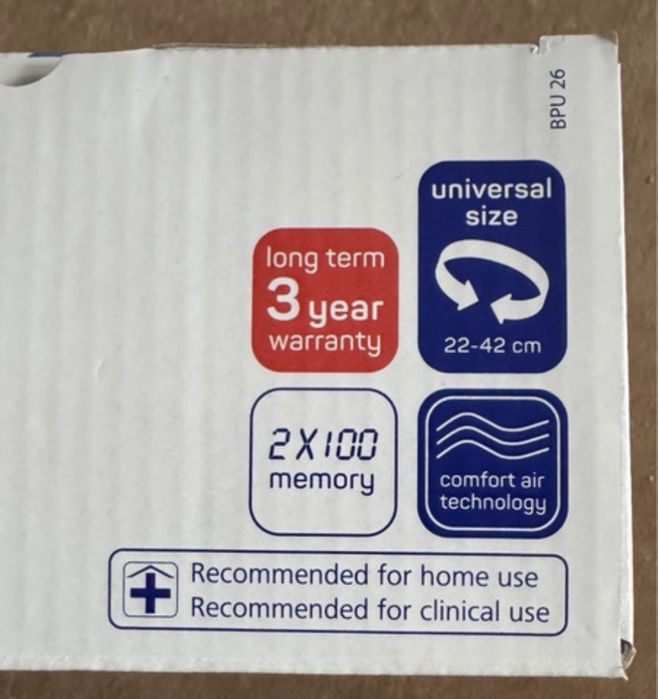 BPU 26
universal
size
22-42 cm
long term
3 year
warranty
2X100
memory
comfort air
technology
Recommended for home use
Recommended for clinical use